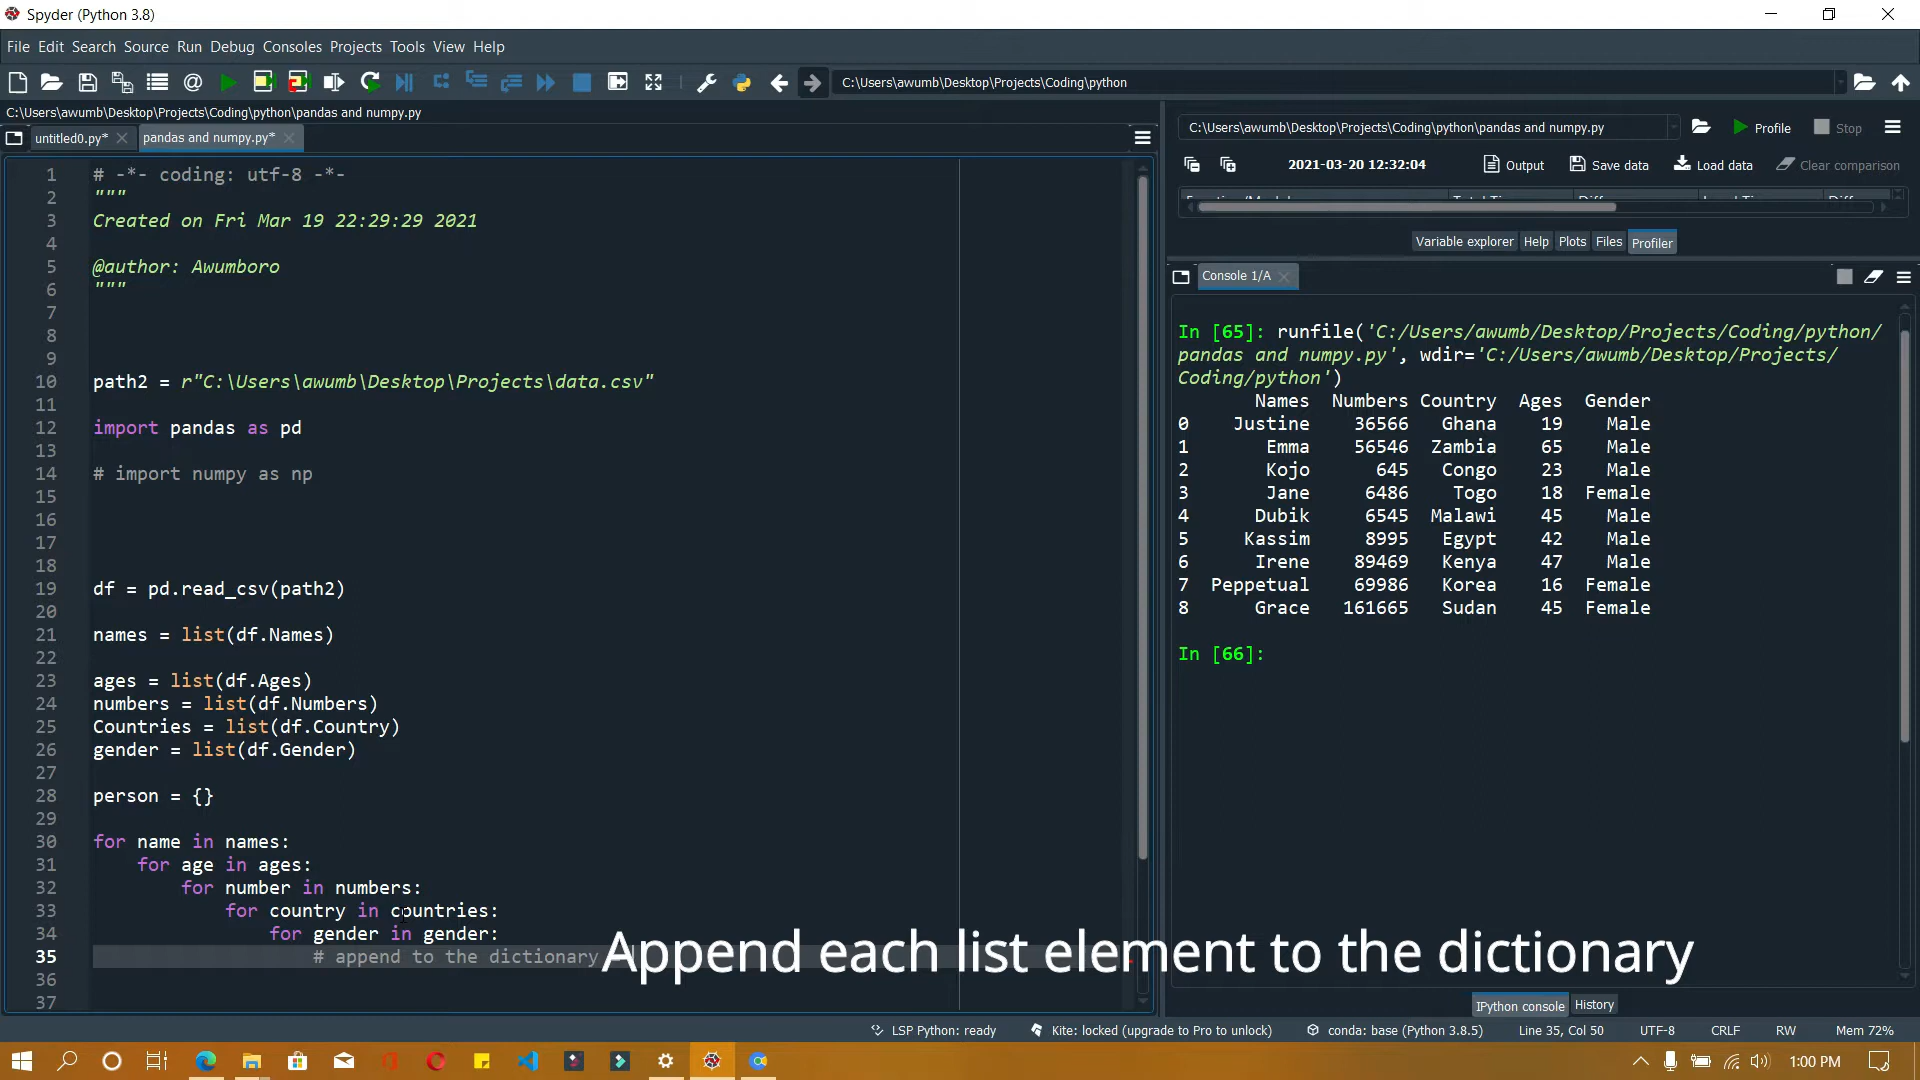 Spyder (Python 3.8)
File Edit Search Source Run Debug Consoles Projects Tools View Help
C:\Users\awumb\Desktop\Projects\Coding\python
C:\Users\awumb\Desktop\Projects\Coding\python\pandas and numpy.py
untitled0.py*
pandas and numpy.py*
1 # -*- coding: utf-8 -*-
2 """
3 Created on Fri Mar 19 22:29:29 2021
4
5 @author: Awumboro
6 """
7
8
9
10 path2 = r"C:\Users\awumb\Desktop\Projects\data.csv"
11
12 import pandas as pd
13
14 # import numpy as np
15
16
17
18
19 df = pd.read_csv(path2)
20
21 names = list(df.Names)
22
23 ages = list(df.Ages)
24 numbers = list(df.Numbers)
25 Countries = list(df.Country)
26 gender = list(df.Gender)
27
28 person = {}
30 for name in names:
31 for age in ages:
32 for number in numbers:
33 for country in countries:
34 for gender in gender:
35 # append to the dictionary
36
37
Append each list element to the dictionary
C:\Users\awumb\Desktop\Projects\Coding\python\pandas and numpy.py
Profile
Stop
2021-03-20 12:32:04
Output
Save data
Load data
Clear comparison
Variable explorer Help Plots Files Profiler
Console 1/A
In [65]: runfile('C:/Users/awumb/Desktop/Projects/Coding/python/
pandas and numpy.py', wdir='C:/Users/awumb/Desktop/Projects/
Coding/python')
Names Numbers Country Ages Gender
0 Justine 36566 Ghana 19 Male
1 Emma 56546 Zambia 65 Male
2 Kojo 645 Congo 23 Male
3 Jane 6486 Togo 18 Female
4 Dubik 6545 Malawi 45 Male
5 Kassim 8995 Egypt 42 Male
6 Irene 89469 Kenya 47 Male
7 Peppetual 69986 Korea 16 Female
8 Grace 161665 Sudan 45 Female
In [66]:
IPython console History
LSP Python: ready
Kite: locked (upgrade to Pro to unlock)
conda: base (Python 3.8.5)
Line 35, Col 50
UTF-8
CRLF
RW
Mem 72%
1:00 PM